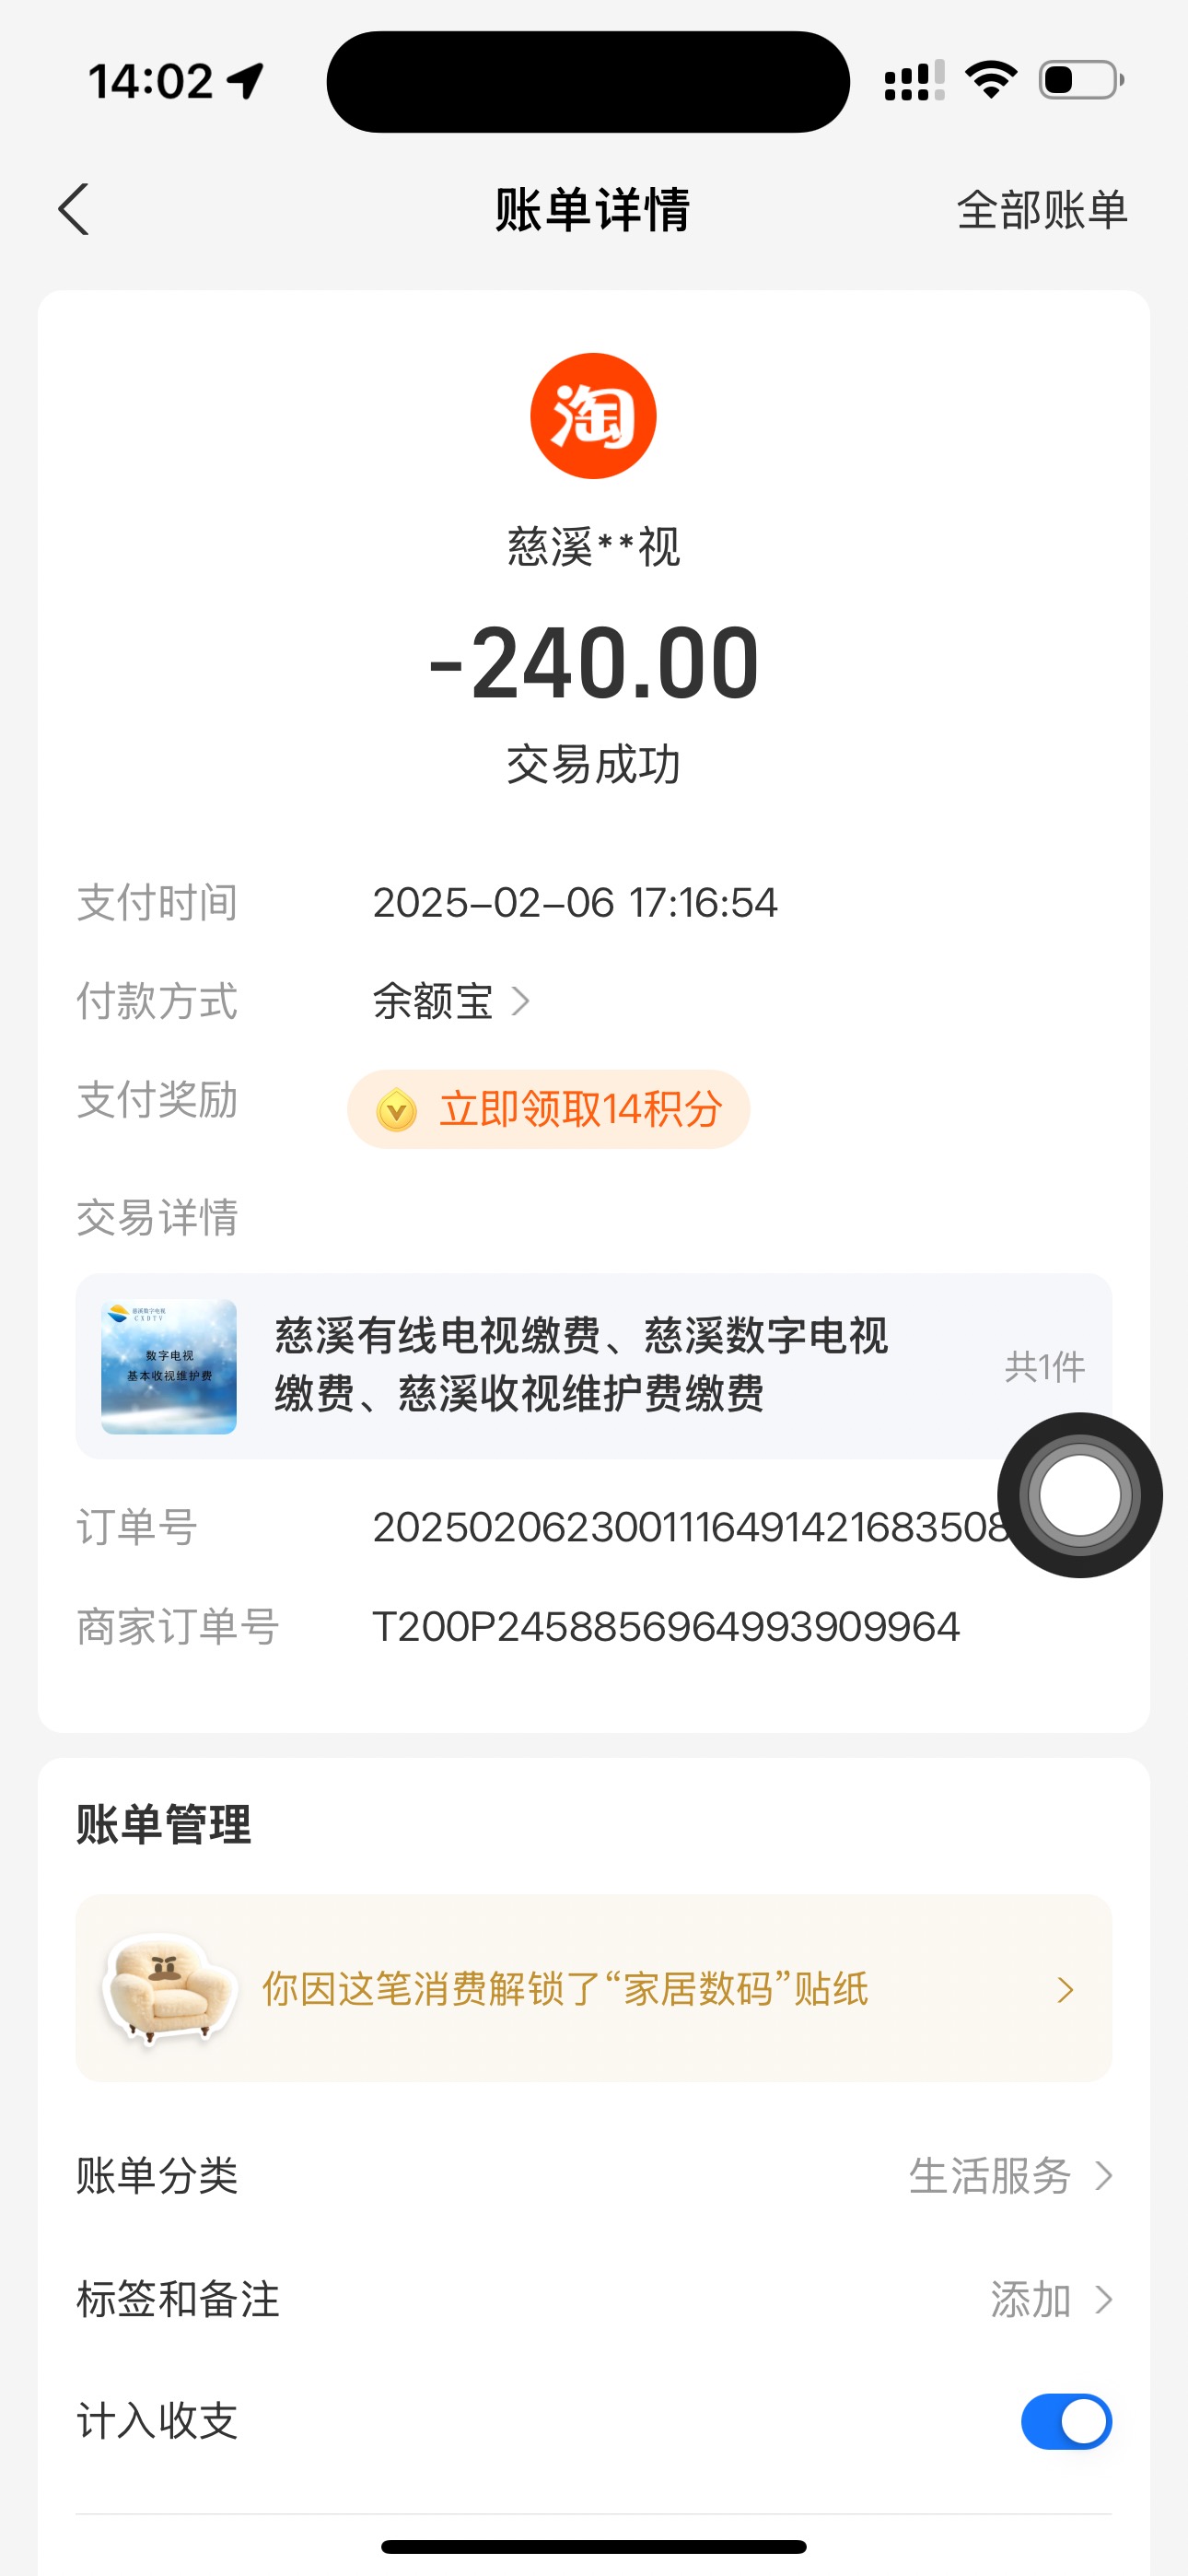 14:02
账单详情
全部账单
淘
慈溪**视
-240.00
交易成功
支付时间
2025-02-06 17:16:54
付款方式
余额宝
支付奖励
立即领取14积分
交易详情
慈溪数字电视
CXDTV
数字电视
基本收视维护费
慈溪有线电视缴费、慈溪数字电视
缴费、慈溪收视维护费缴费
共1件
订单号
2025020623001116491421683508
商家订单号
T200P2458856964993909964
账单管理
你因这笔消费解锁了“家居数码”贴纸
账单分类
生活服务
标签和备注
添加
计入收支